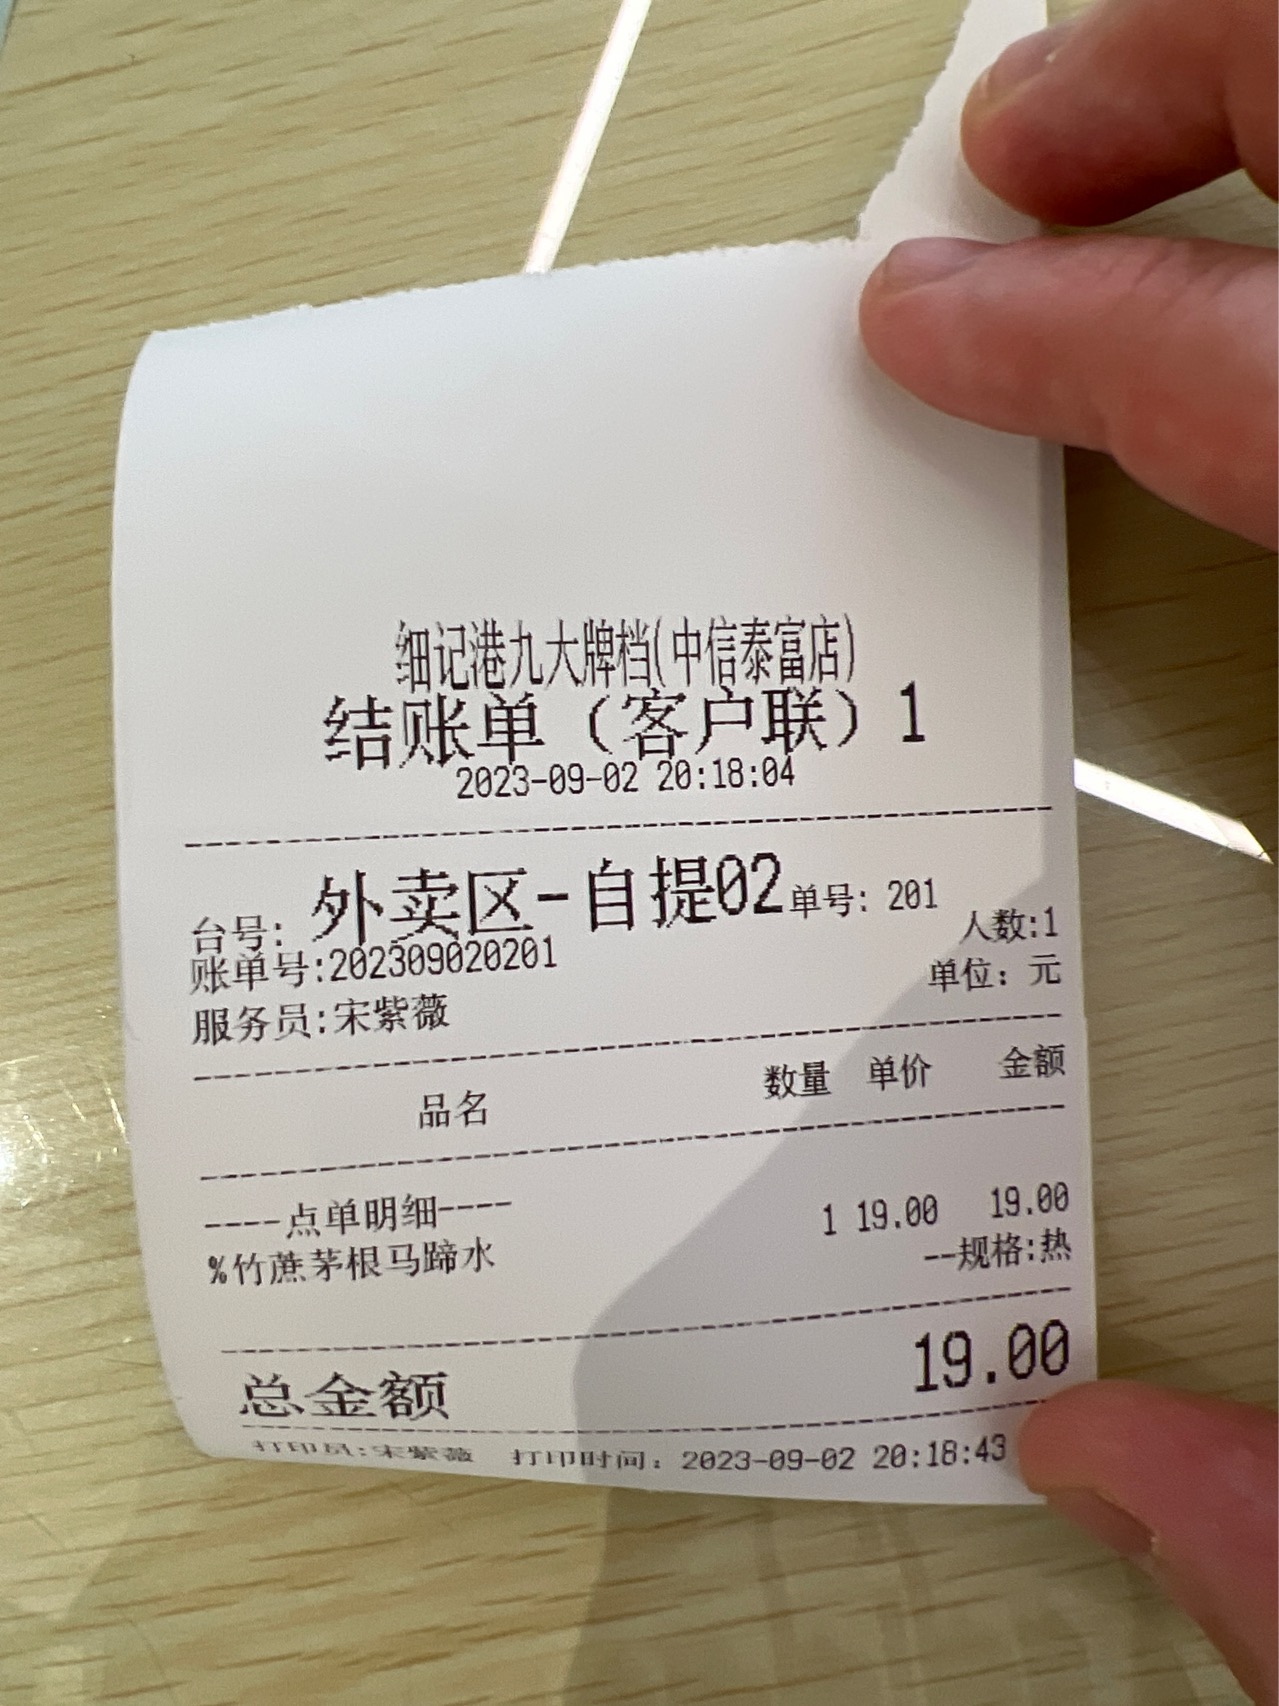 细记港九大牌档(中信泰富店)
结账单（客户联）1
2023-09-02 20:18:04
台号: 外卖区-自提02 单号: 201
账单号:202309020201 人数:1
服务员:宋紫薇 单位: 元
品名 数量 单价 金额
----点单明细----
%竹蔗茅根马蹄水 1 19.00 19.00
--规格:热
总金额 19.00
打印员:宋紫薇 打印时间: 2023-09-02 20:18:43